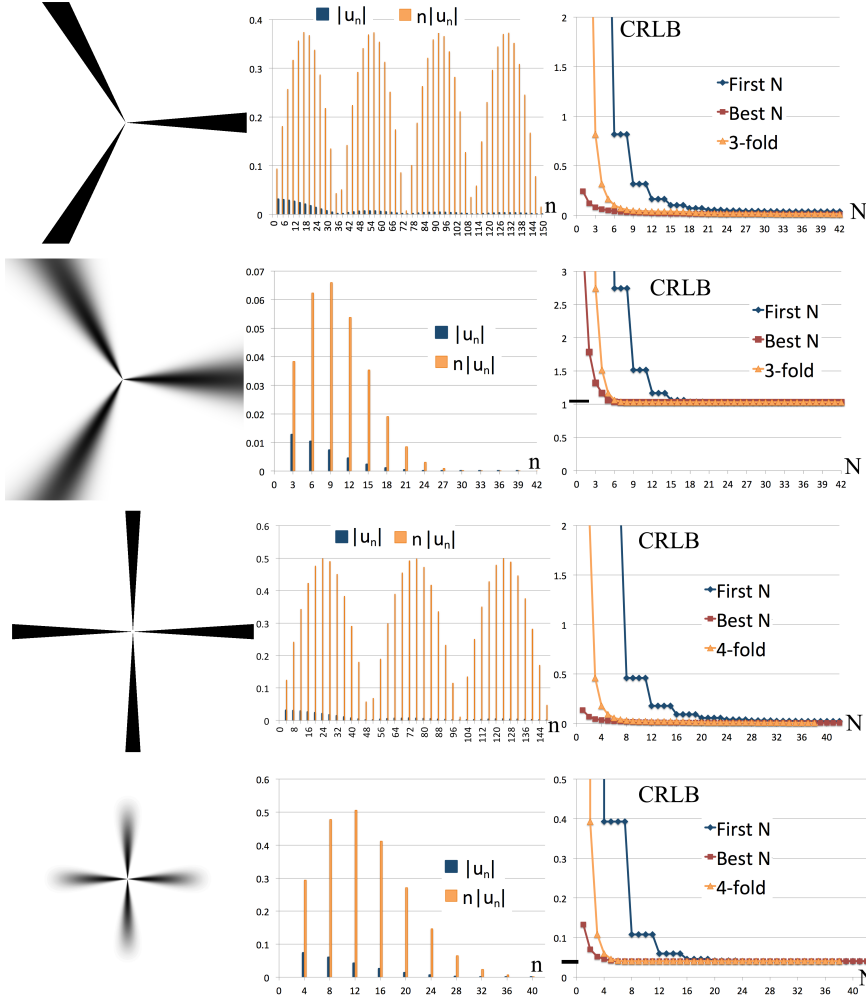 |uₙ| n|uₙ|
0.4
0.3
0.2
0.1
0
0 6 12 18 24 30 36 42 48 54 60 66 72 78 84 90 96 102 108 114 120 126 132 138 144 150
n
CRLB
2
1.5
1
0.5
0
First N
Best N
3-fold
0 3 6 9 12 15 18 21 24 27 30 33 36 39 42
N
0.07
0.06
0.05
0.04
0.03
0.02
0.01
0
|uₙ|
n|uₙ|
3 6 9 12 15 18 21 24 27 30 33 36 39 42
n
CRLB
3
2.5
2
1.5
1
0.5
0
First N
Best N
3-fold
0 3 6 9 12 15 18 21 24 27 30 33 36 39 42
N
|uₙ| n|uₙ|
0.6
0.5
0.4
0.3
0.2
0.1
0
0 8 16 24 32 40 48 56 64 72 80 88 96 104 112 120 128 136 144
n
CRLB
2
1.5
1
0.5
0
First N
Best N
4-fold
0 4 8 12 16 20 24 28 32 36 40
N
0.6
0.5
0.4
0.3
0.2
0.1
0
|uₙ|
n|uₙ|
0 4 8 12 16 20 24 28 32 36 40
n
CRLB
0.5
0.4
0.3
0.2
0.1
0
First N
Best N
4-fold
0 4 8 12 16 20 24 28 32 36 40
N